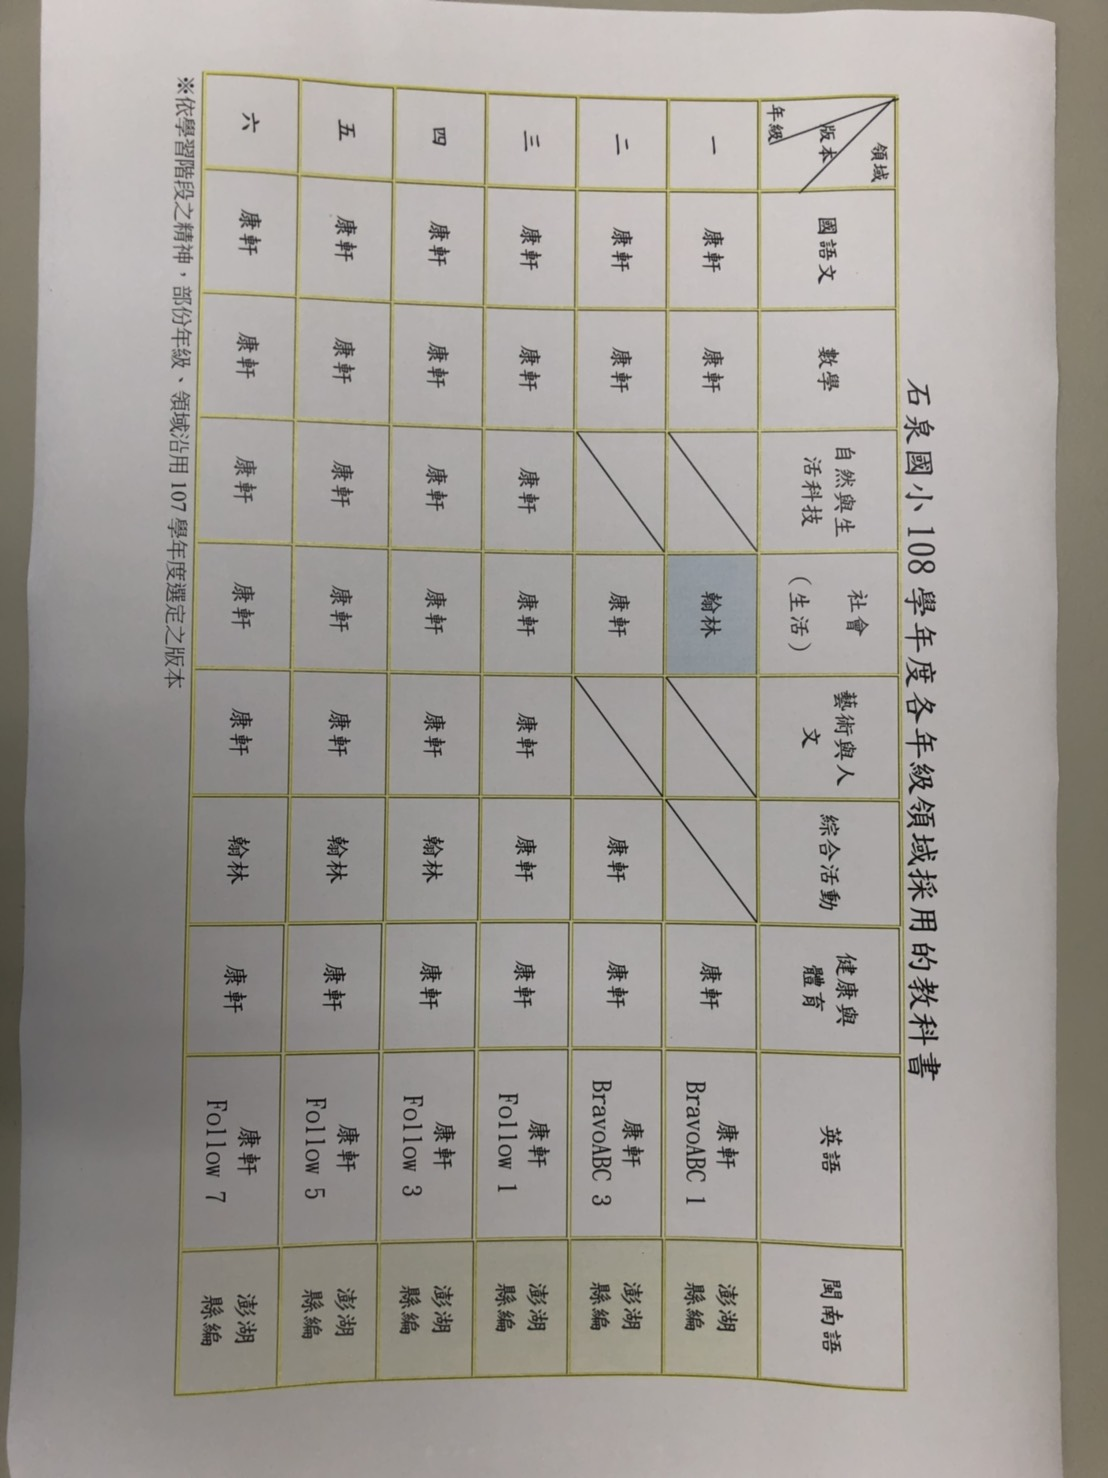 石泉國小108學年度各年級領域採用的教科書
領域
版本
年級
國語文
數學
自然與生
活科技
社會
（生活）
藝術與人
文
綜合活動
健康與
體育
英語
閩南語
一
康軒
康軒
翰林
康軒
康軒
BravoABC 1
澎湖
縣編
二
康軒
康軒
康軒
康軒
康軒
康軒
BravoABC 3
澎湖
縣編
三
康軒
康軒
康軒
康軒
康軒
康軒
康軒
康軒
Follow 1
澎湖
縣編
四
康軒
康軒
康軒
康軒
康軒
翰林
康軒
康軒
Follow 3
澎湖
縣編
五
康軒
康軒
康軒
康軒
康軒
翰林
康軒
康軒
Follow 5
澎湖
縣編
六
康軒
康軒
康軒
康軒
康軒
翰林
康軒
康軒
Follow 7
澎湖
縣編
※依學習階段之精神，部份年級、領域沿用107學年度選定之版本